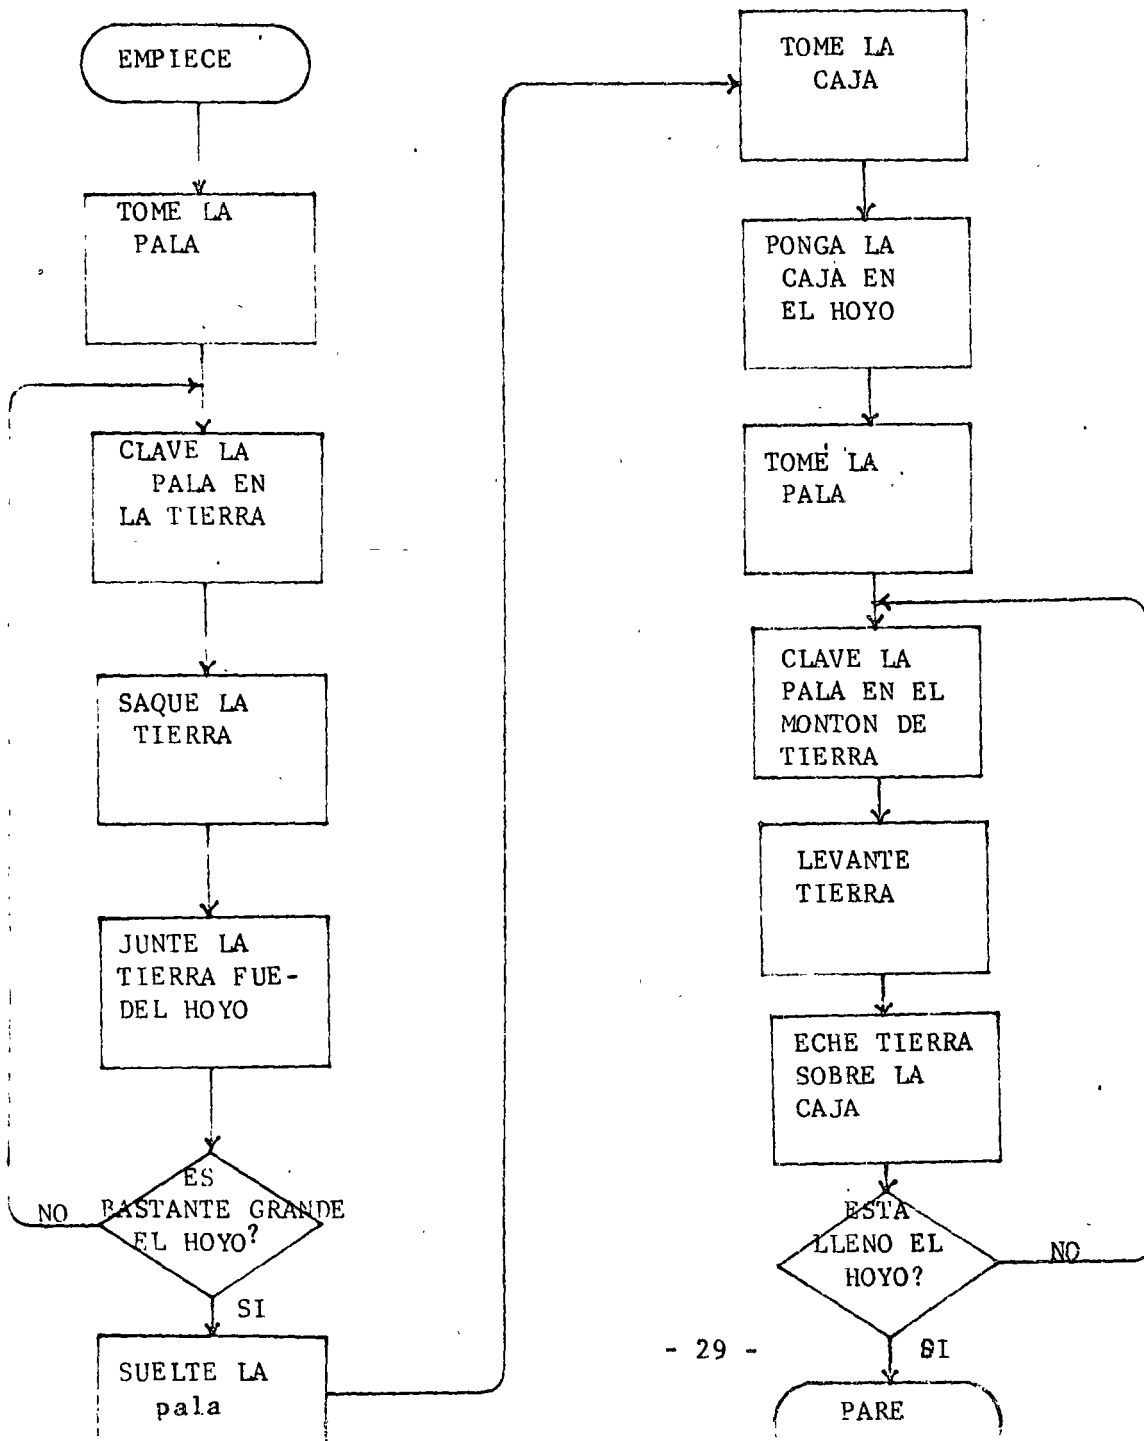 EMPIECE
TOME LA
PALA
CLAVE LA
PALA EN
LA TIERRA
SAQUE LA
TIERRA
JUNTE LA
TIERRA FUE-
DEL HOYO
ES
BASTANTE GRANDE
EL HOYO?
NO
SI
SUELTE LA
pala
TOME LA
CAJA
PONGA LA
CAJA EN
EL HOYO
TOME LA
PALA
CLAVE LA
PALA EN EL
MONTON DE
TIERRA
LEVANTE
TIERRA
ECHE TIERRA
SOBRE LA
CAJA
ESTA
LLENO EL
HOYO?
NO
SI
PARE
- 29 -